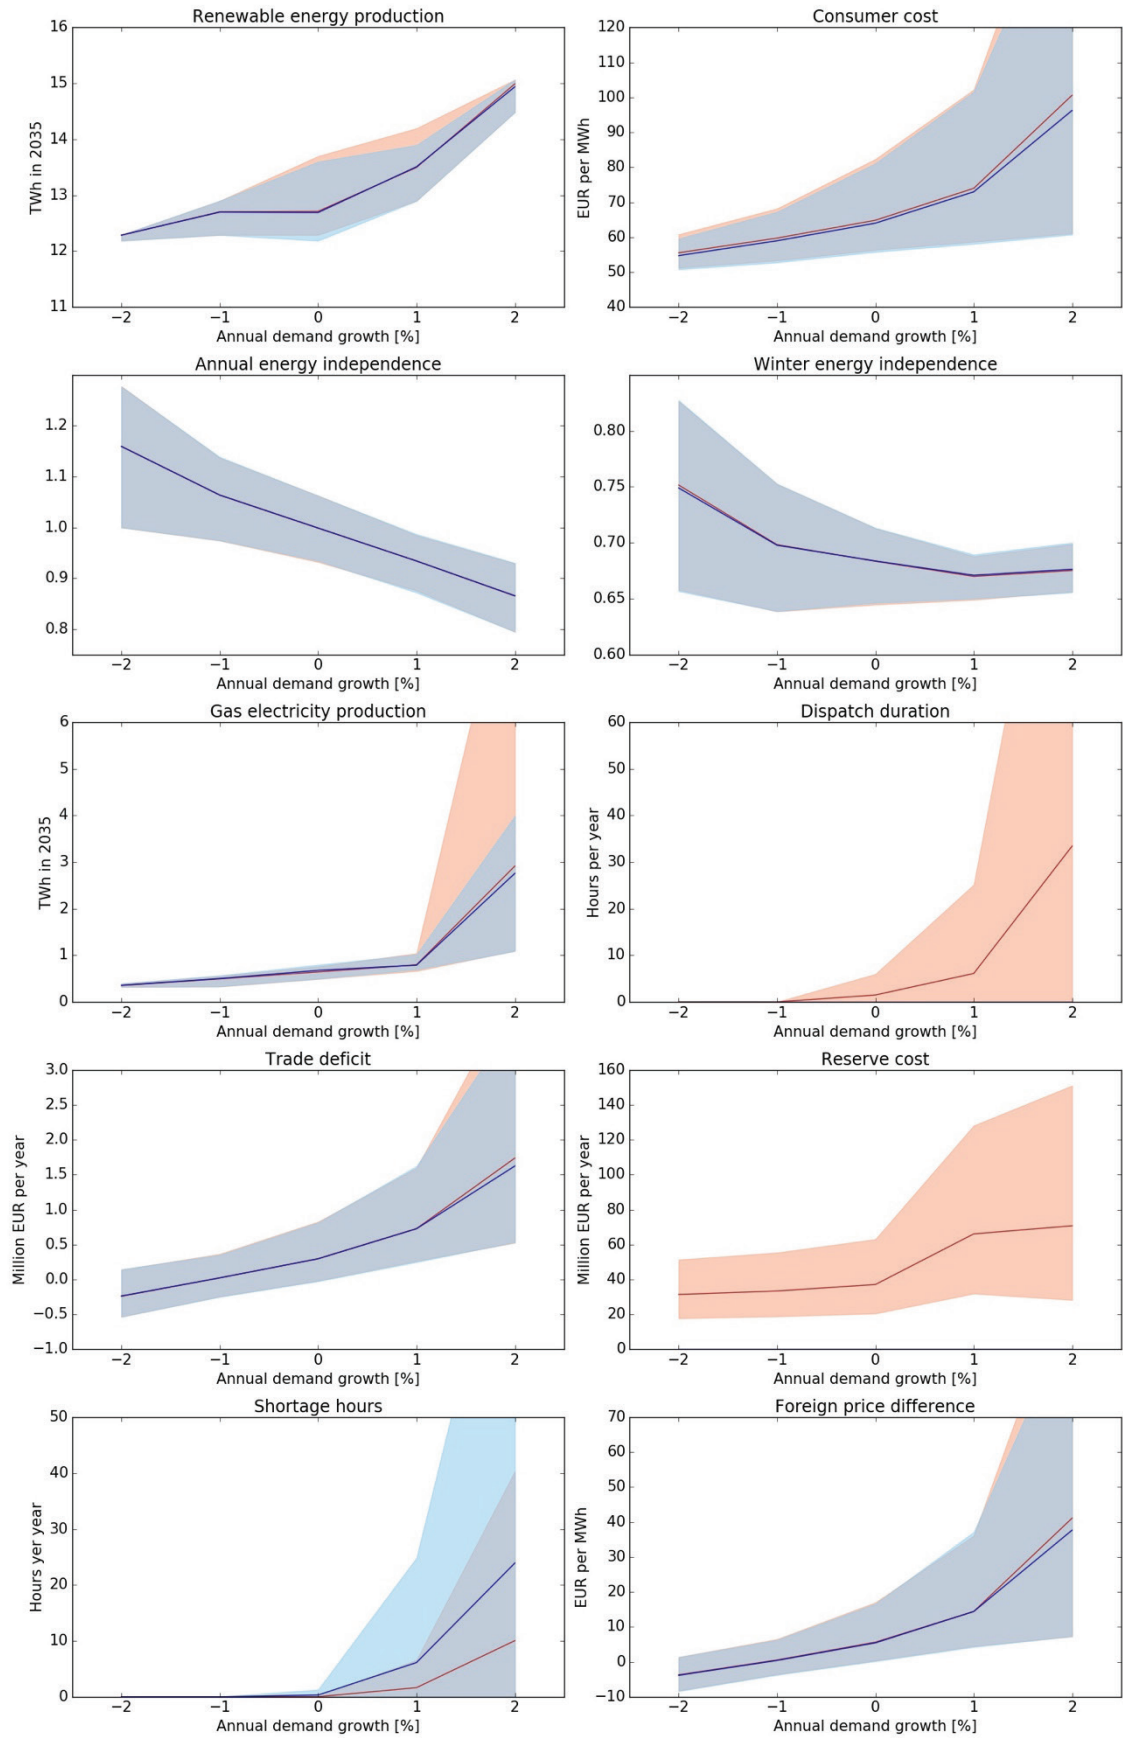 Renewable energy production
16
15
14
13
12
11
TWh in 2035
−2 −1 0 1 2
Annual demand growth [%]
Consumer cost
120
110
100
90
80
70
60
50
40
EUR per MWh
−2 −1 0 1 2
Annual demand growth [%]
Annual energy independence
1.2
1.1
1.0
0.9
0.8
−2 −1 0 1 2
Annual demand growth [%]
Winter energy independence
0.80
0.75
0.70
0.65
0.60
−2 −1 0 1 2
Annual demand growth [%]
Gas electricity production
6
5
4
3
2
1
0
TWh in 2035
−2 −1 0 1 2
Annual demand growth [%]
Dispatch duration
60
50
40
30
20
10
0
Hours per year
−2 −1 0 1 2
Annual demand growth [%]
Trade deficit
3.0
2.5
2.0
1.5
1.0
0.5
0.0
−0.5
−1.0
Million EUR per year
−2 −1 0 1 2
Annual demand growth [%]
Reserve cost
160
140
120
100
80
60
40
20
0
Million EUR per year
−2 −1 0 1 2
Annual demand growth [%]
Shortage hours
50
40
30
20
10
0
Hours yer year
−2 −1 0 1 2
Annual demand growth [%]
Foreign price difference
70
60
50
40
30
20
10
0
−10
EUR per MWh
−2 −1 0 1 2
Annual demand growth [%]